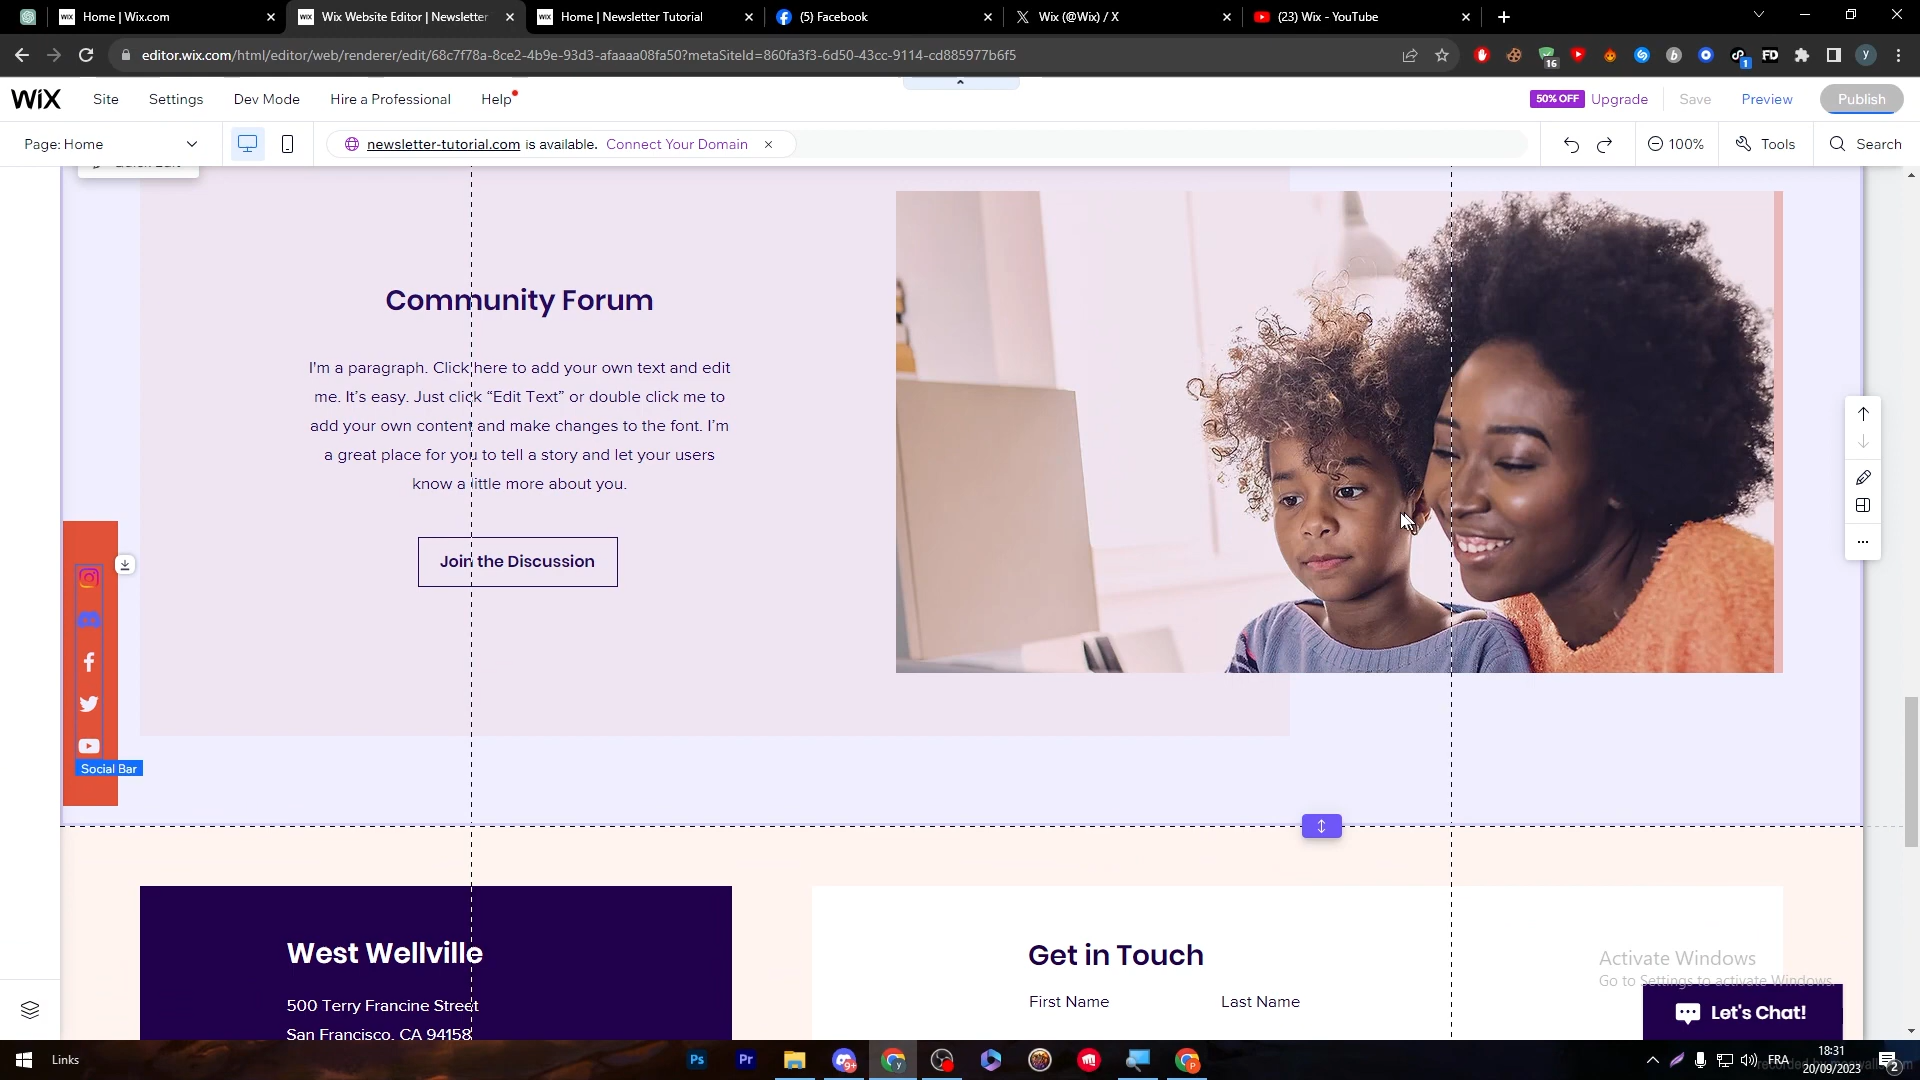 Home | Wix.com
Wix Website Editor | Newsletter
Home | Newsletter Tutorial
(5) Facebook
Wix (@Wix) / X
(23) Wix - YouTube
editor.wix.com/html/editor/web/renderer/edit/68c7f78a-8ce2-4b9e-93d3-afaaaa08fa50?metaSiteId=860fa3f3-6d50-43cc-9114-cd885977b6f5
WiX
Site
Settings
Dev Mode
Hire a Professional
Help
50% OFF
Upgrade
Save
Preview
Publish
Page: Home
newsletter-tutorial.com is available. Connect Your Domain
100%
Tools
Search
Community Forum
I'm a paragraph. Click here to add your own text and edit
me. It's easy. Just click “Edit Text” or double click me to
add your own content and make changes to the font. I'm
a great place for you to tell a story and let your users
know a little more about you.
Join the Discussion
Social Bar
West Wellville
500 Terry Francine Street
San Francisco, CA 94158
Get in Touch
First Name
Last Name
Activate Windows
Go to Settings to activate Windows.
Let's Chat!
Links
FRA
18:31
20/09/2023